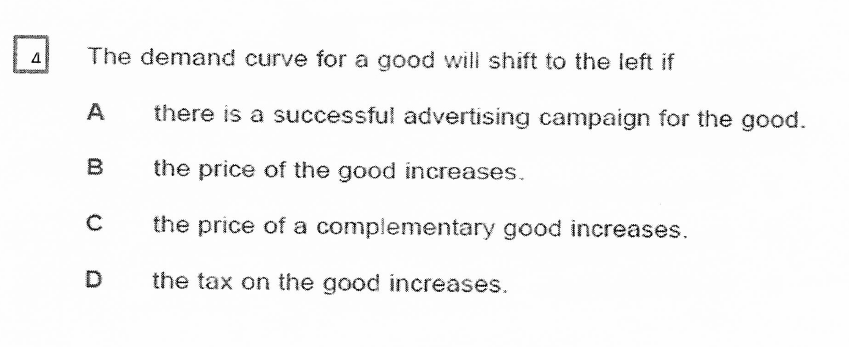 4 The demand curve for a good will shift to the left if
A there is a successful advertising campaign for the good.
B the price of the good increases.
C the price of a complementary good increases.
D the tax on the good increases.